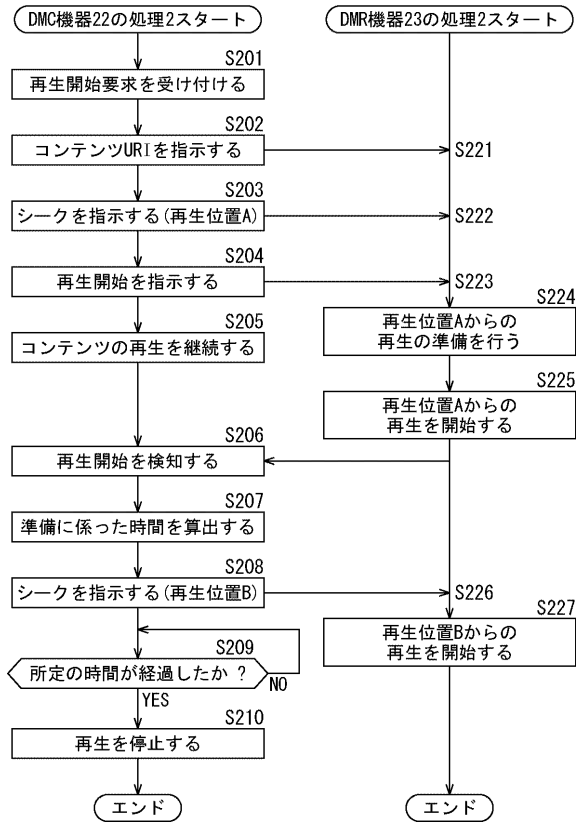 DMC機器22の処理2スタート
DMR機器23の処理2スタート
S201
再生開始要求を受け付ける
S202
コンテンツURIを指示する
S221
S203
シークを指示する(再生位置A)
S222
S204
再生開始を指示する
S223
S224
再生位置Aからの
再生の準備を行う
S205
コンテンツの再生を継続する
S225
再生位置Aからの
再生を開始する
S206
再生開始を検知する
S207
準備に係った時間を算出する
S208
シークを指示する(再生位置B)
S226
S227
再生位置Bからの
再生を開始する
S209
所定の時間が経過したか ?
NO
YES
S210
再生を停止する
エンド
エンド